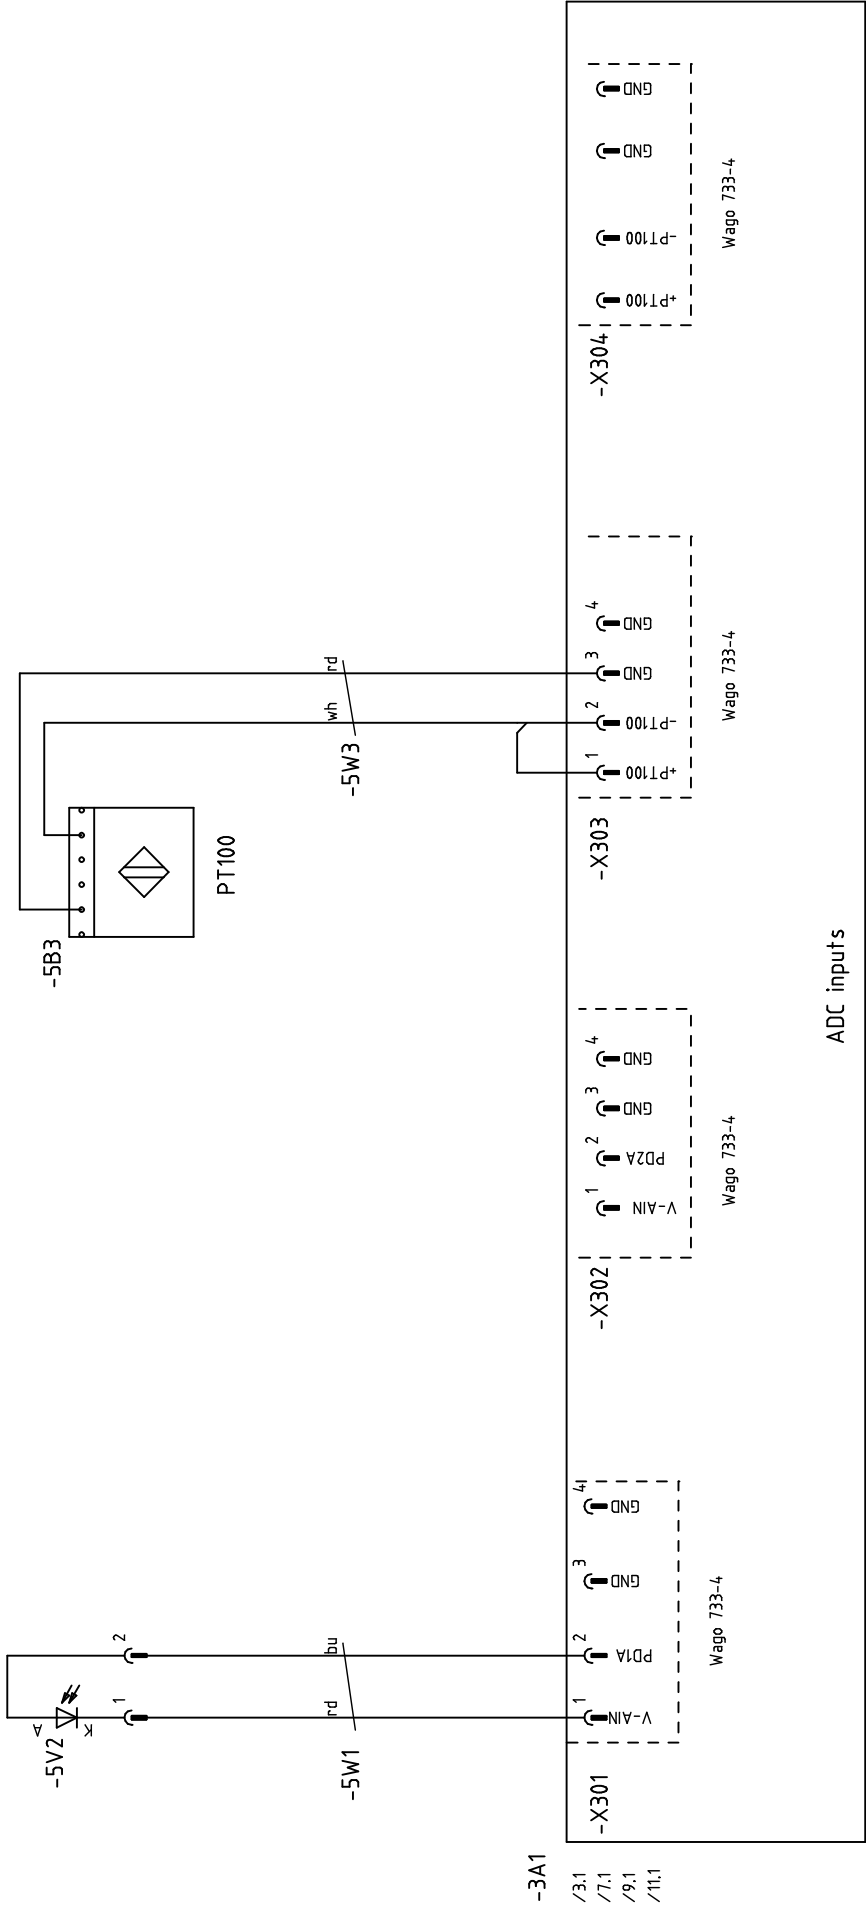 -3A1
/3.1
/7.1
/9.1
/11.1
-5V2
A
K
1
2
-5W1
rd
bu
-X301
1
V-AIN
2
PD1A
3
GND
4
GND
Wago 733-4
-X302
1
V-AIN
2
PD2A
3
GND
4
GND
Wago 733-4
ADC inputs
-5B3
PT100
-5W3
wh
rd
-X303
1
+PT100
2
-PT100
3
GND
4
GND
Wago 733-4
-X304
+PT100
-PT100
GND
GND
Wago 733-4